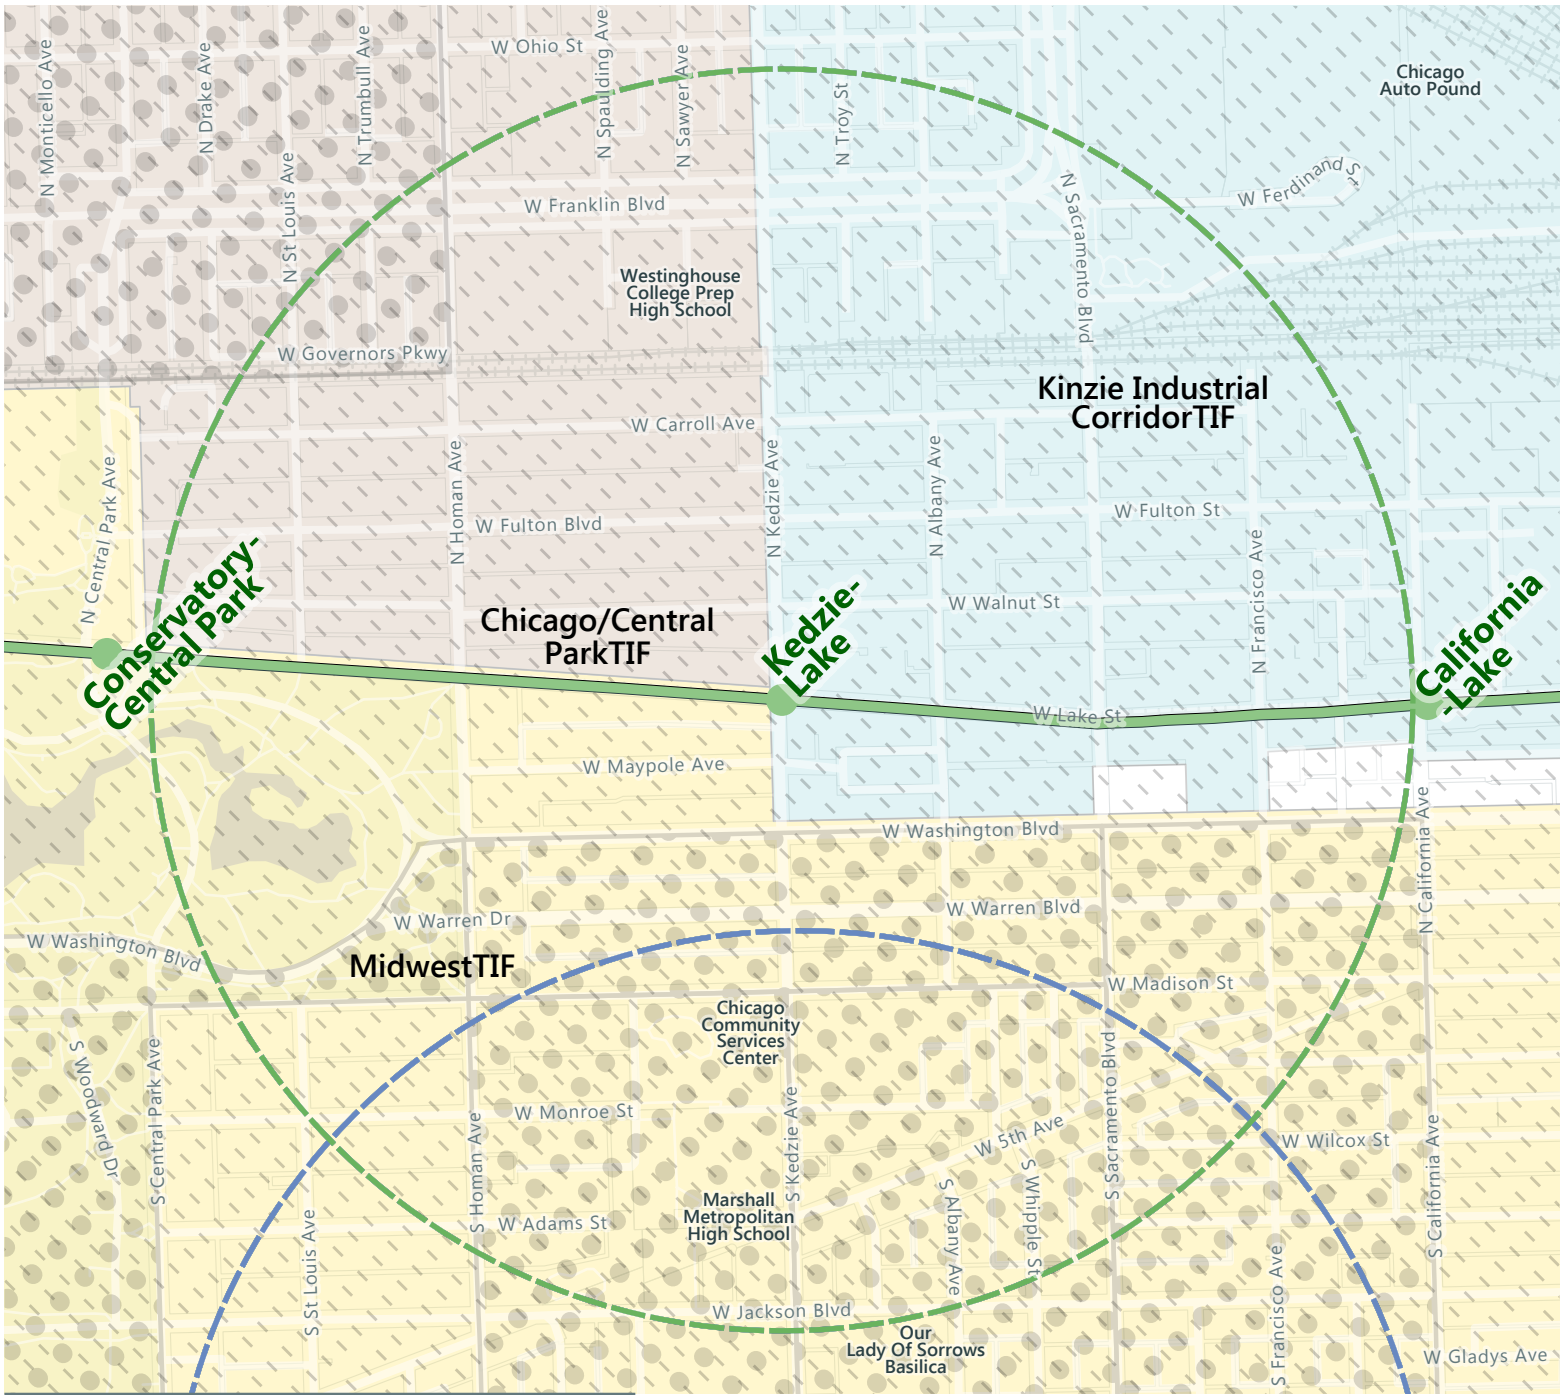 N Monticello Ave
N Drake Ave
N Trumbull Ave
W Ohio St
N Spaulding Ave
N Sawyer Ave
N Troy St
Chicago
Auto Pound
N St Louis Ave
W Franklin Blvd
N Sacramento Blvd
W Ferdinand St
Westinghouse
College Prep
High School
W Governors Pkwy
Kinzie Industrial
CorridorTIF
W Carroll Ave
N Central Park Ave
N Homan Ave
N Kedzie Ave
N Albany Ave
W Fulton Blvd
W Fulton St
N Francisco Ave
Conservatory-
Central Park
Chicago/Central
ParkTIF
Kedzie-
Lake
W Walnut St
California
-Lake
W Lake St
W Maypole Ave
W Washington Blvd
N California Ave
W Warren Dr
W Warren Blvd
W Washington Blvd
MidwestTIF
W Madison St
Chicago
Community
Services
Center
S Woodward Dr
S Central Park Ave
W Monroe St
S Homan Ave
S Kedzie Ave
W 5th Ave
S Sacramento Blvd
W Wilcox St
S California Ave
Marshall
Metropolitan
High School
W Adams St
S Albany Ave
S Whipple St
S St Louis Ave
S Francisco Ave
W Jackson Blvd
Our
Lady Of Sorrows
Basilica
W Gladys Ave